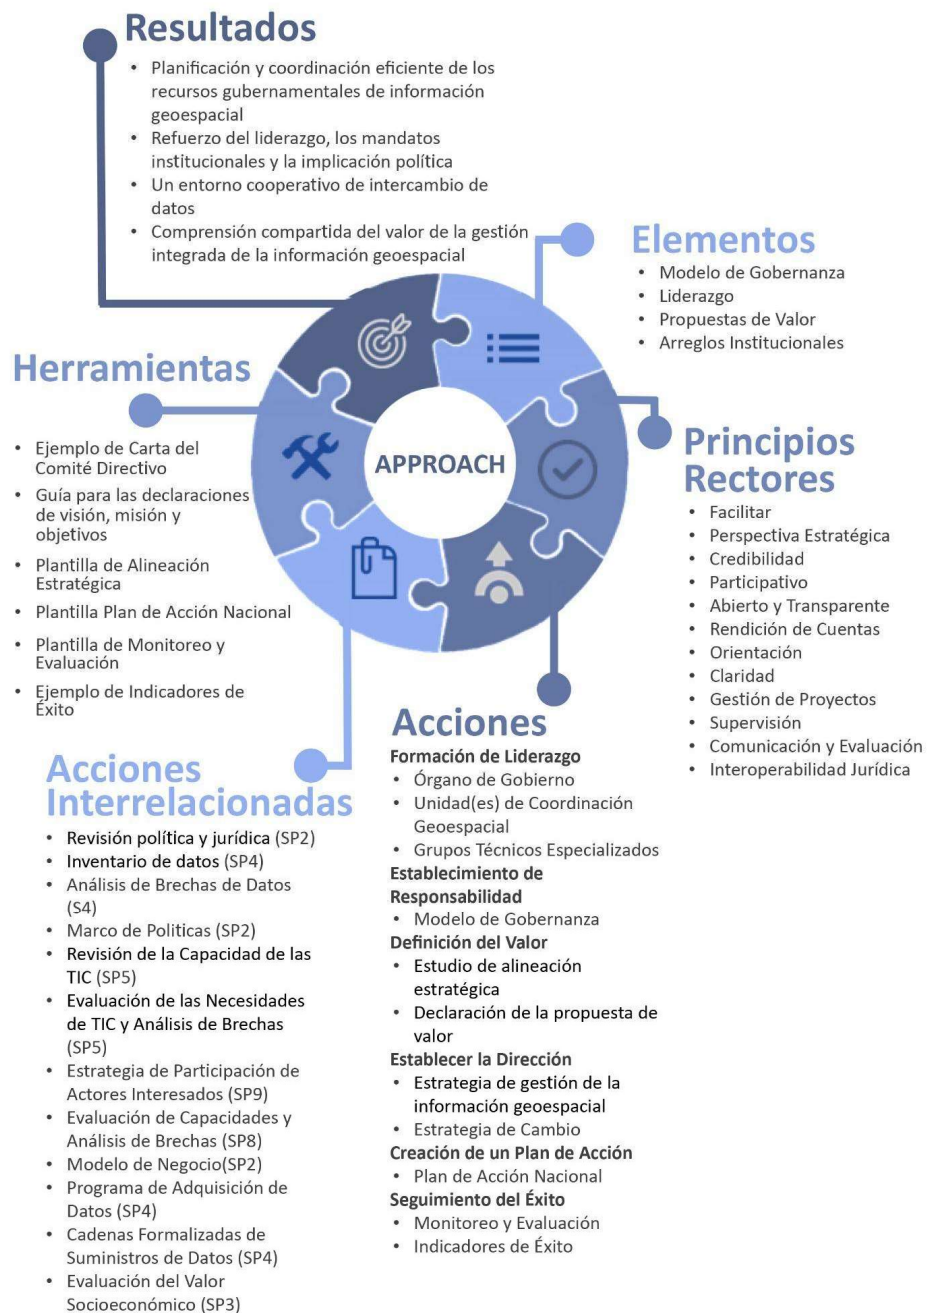 Resultados
• Planificación y coordinación eficiente de los
recursos gubernamentales de información
geoespacial
• Refuerzo del liderazgo, los mandatos
institucionales y la implicación política
• Un entorno cooperativo de intercambio de
datos
• Comprensión compartida del valor de la gestión
integrada de la información geoespacial
Elementos
• Modelo de Gobernanza
• Liderazgo
• Propuestas de Valor
• Arreglos Institucionales
Herramientas
• Ejemplo de Carta del
Comité Directivo
• Guía para las declaraciones
de visión, misión y
objetivos
• Plantilla de Alineación
Estratégica
• Plantilla Plan de Acción Nacional
• Plantilla de Monitoreo y
Evaluación
• Ejemplo de Indicadores de
Éxito
APPROACH
Principios
Rectores
• Facilitar
• Perspectiva Estratégica
• Credibilidad
• Participativo
• Abierto y Transparente
• Rendición de Cuentas
• Orientación
• Claridad
• Gestión de Proyectos
• Supervisión
• Comunicación y Evaluación
• Interoperabilidad Jurídica
Acciones
Interrelacionadas
• Revisión política y jurídica (SP2)
• Inventario de datos (SP4)
• Análisis de Brechas de Datos
(S4)
• Marco de Politicas (SP2)
• Revisión de la Capacidad de las
TIC (SP5)
• Evaluación de las Necesidades
de TIC y Análisis de Brechas
(SP5)
• Estrategia de Participación de
Actores Interesados (SP9)
• Evaluación de Capacidades y
Análisis de Brechas (SP8)
• Modelo de Negocio(SP2)
• Programa de Adquisición de
Datos (SP4)
• Cadenas Formalizadas de
Suministros de Datos (SP4)
• Evaluación del Valor
Socioeconómico (SP3)
Acciones
Formación de Liderazgo
• Órgano de Gobierno
• Unidad(es) de Coordinación
Geoespacial
• Grupos Técnicos Especializados
Establecimiento de
Responsabilidad
• Modelo de Gobernanza
Definición del Valor
• Estudio de alineación
estratégica
• Declaración de la propuesta de
valor
Establecer la Dirección
• Estrategia de gestión de la
información geoespacial
• Estrategia de Cambio
Creación de un Plan de Acción
• Plan de Acción Nacional
Seguimiento del Éxito
• Monitoreo y Evaluación
• Indicadores de Éxito